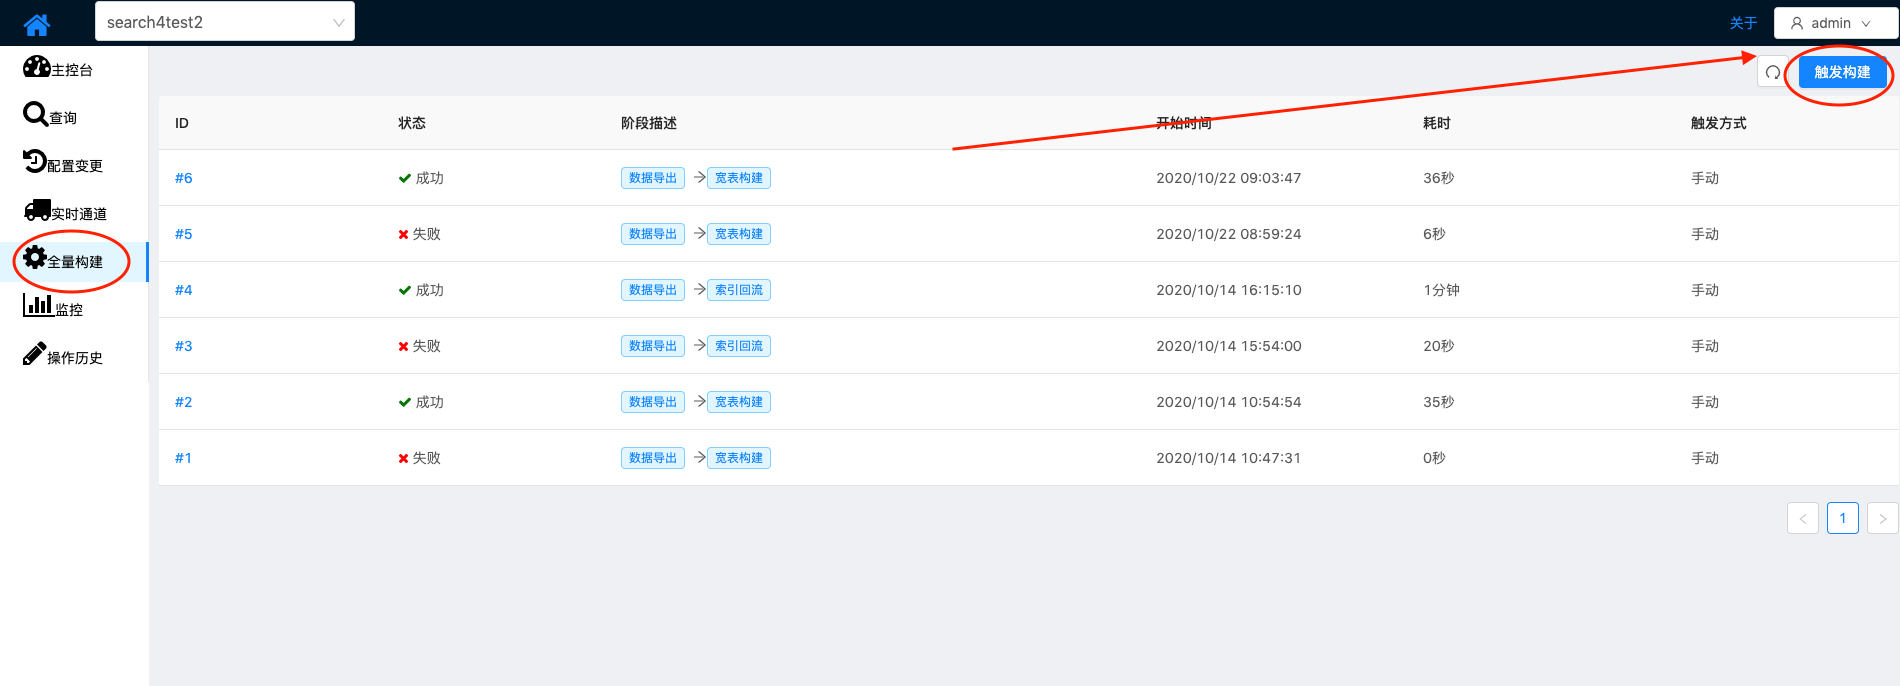 search4test2
关于
admin
主控台
查询
配置变更
实时通道
全量构建
监控
操作历史
触发构建
ID 状态 阶段描述 开始时间 耗时 触发方式
#6 成功 数据导出 宽表构建 2020/10/22 09:03:47 36秒 手动
#5 失败 数据导出 宽表构建 2020/10/22 08:59:24 6秒 手动
#4 成功 数据导出 索引回流 2020/10/14 16:15:10 1分钟 手动
#3 失败 数据导出 索引回流 2020/10/14 15:54:00 20秒 手动
#2 成功 数据导出 宽表构建 2020/10/14 10:54:54 35秒 手动
#1 失败 数据导出 宽表构建 2020/10/14 10:47:31 0秒 手动
1